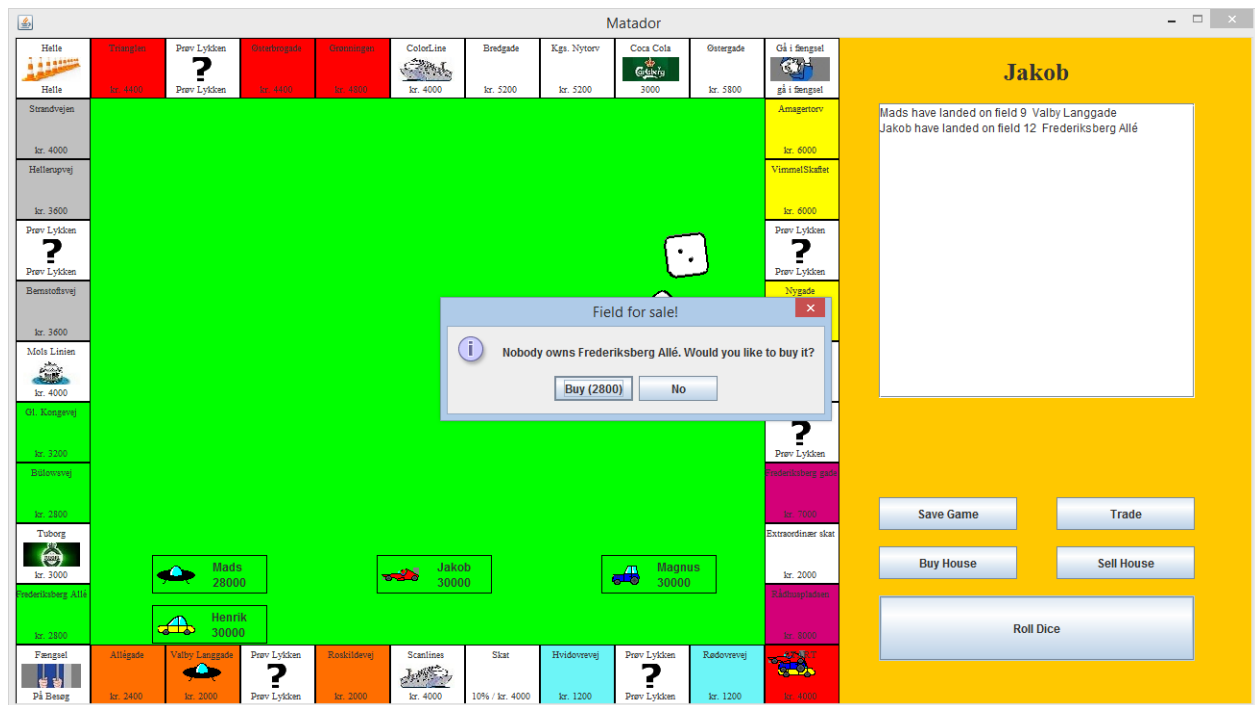 Matador
Helle
Helle
Trianglen
kr. 4400
Prøv Lykken
?
Prøv Lykken
Østerbrogade
kr. 4400
Grønningen
kr. 4800
ColorLine
kr. 4000
Bredgade
kr. 5200
Kgs. Nytorv
kr. 5200
Coca Cola
Carlsberg
3000
Østergade
kr. 5800
Gå i fængsel
gå i fængsel
Strandvejen
kr. 4000
Hellerupvej
kr. 3600
Prøv Lykken
?
Prøv Lykken
Bernstoftsvej
kr. 3600
Mols Linien
kr. 4000
Gl. Kongevej
kr. 3200
Bülowsvej
kr. 2800
Tuborg
kr. 3000
Frederiksberg Allé
kr. 2800
Amagertorv
kr. 6000
VimmelSkaftet
kr. 6000
Prøv Lykken
?
Prøv Lykken
Nygade
?
Prøv Lykken
Frederiksberg gade
kr. 7000
Extraordinær skat
kr. 2000
Rådhuspladsen
kr. 8000
Field for sale!
Nobody owns Frederiksberg Allé. Would you like to buy it?
Buy (2800)
No
Mads
28000
Jakob
30000
Magnus
30000
Henrik
30000
Fængsel
På Besøg
Allégade
kr. 2400
Valby Langgade
kr. 2000
Prøv Lykken
?
Prøv Lykken
Roskildevej
kr. 2000
Scanlines
kr. 4000
Skat
10% / kr. 4000
Hvidovrevej
kr. 1200
Prøv Lykken
?
Prøv Lykken
Rødovrevej
kr. 1200
kr. 4000
Jakob
Mads have landed on field 9 Valby Langgade
Jakob have landed on field 12 Frederiksberg Allé
Save Game
Trade
Buy House
Sell House
Roll Dice